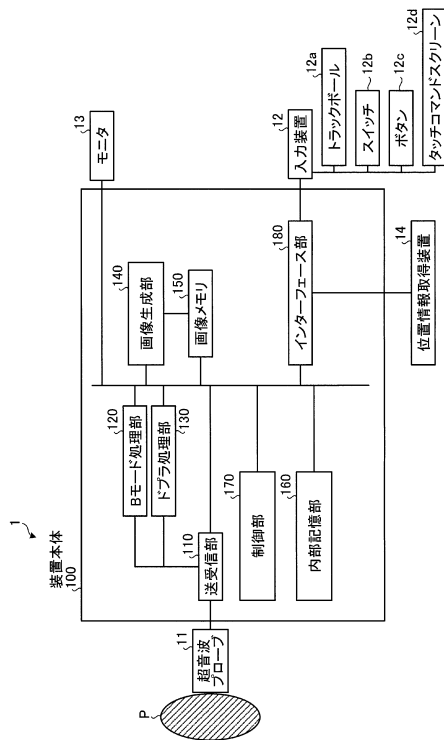 1
装置本体
100
P
11
超音波
プローブ
110
送受信部
120
Bモード処理部
130
ドプラ処理部
140
画像生成部
150
画像メモリ
170
制御部
160
内部記憶部
180
インターフェース部
13
モニタ
12
入力装置
12a
トラックボール
12b
スイッチ
12c
ボタン
12d
タッチコマンドスクリーン
14
位置情報取得装置